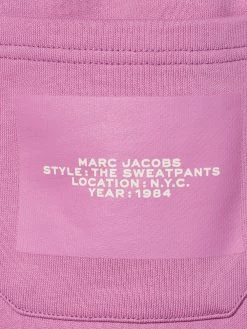 MARC JACOBS
STYLE:THE SWEATPANTS
LOCATION:N.Y.C.
YEAR:1984